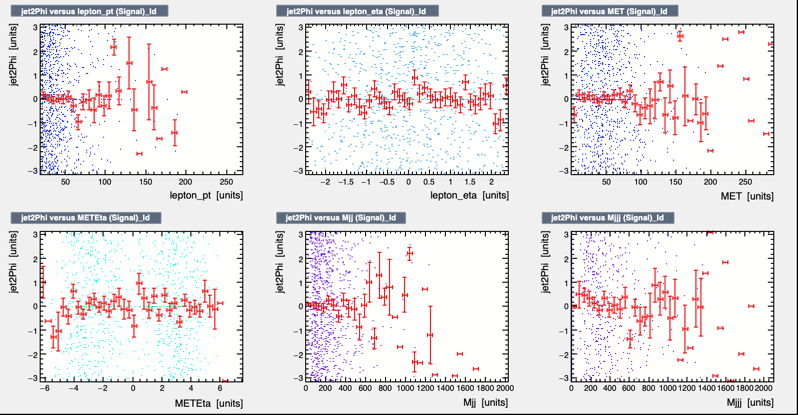 jet2Phi versus lepton_pt (Signal)_Id
jet2Phi [units]
3
2
1
0
−1
−2
−3
50 100 150 200 250
lepton_pt [units]
jet2Phi versus lepton_eta (Signal)_Id
jet2Phi [units]
3
2
1
0
−1
−2
−3
−2 −1.5 −1 −0.5 0 0.5 1 1.5 2
lepton_eta [units]
jet2Phi versus MET (Signal)_Id
jet2Phi [units]
3
2
1
0
−1
−2
−3
50 100 150 200 250
MET [units]
jet2Phi versus METEta (Signal)_Id
jet2Phi [units]
3
2
1
0
−1
−2
−3
−6 −4 −2 0 2 4 6
METEta [units]
jet2Phi versus Mjj (Signal)_Id
jet2Phi [units]
3
2
1
0
−1
−2
−3
0 200 400 600 800 1000 1200 1400 1600 1800 2000
Mjj [units]
jet2Phi versus Mjjj (Signal)_Id
jet2Phi [units]
3
2
1
0
−1
−2
−3
0 200 400 600 800 1000 1200 1400 1600 1800 2000
Mjjj [units]